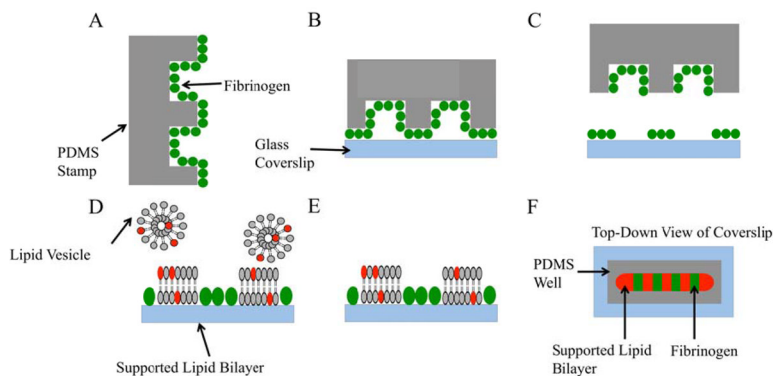 A
B
C
Fibrinogen
PDMS
Stamp
Glass
Coverslip
D
E
F
Lipid Vesicle
Supported Lipid Bilayer
Top-Down View of Coverslip
PDMS
Well
Supported Lipid
Bilayer
Fibrinogen